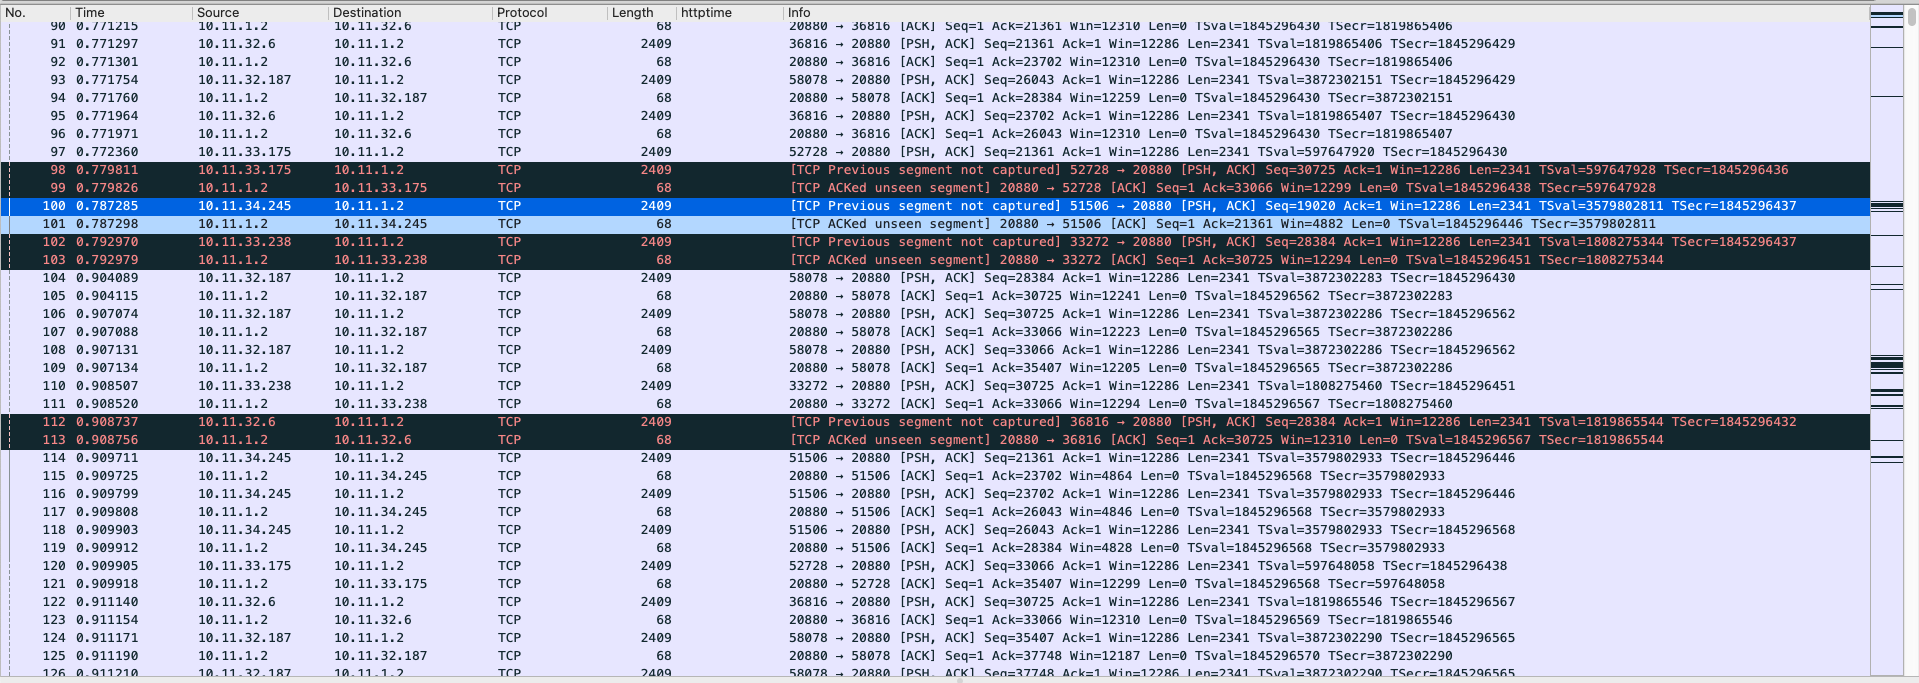 No. Time Source Destination Protocol Length httptime Info
90 0.771215 10.11.1.2 10.11.32.6 TCP 68 20880 → 36816 [ACK] Seq=1 Ack=21361 Win=12310 Len=0 TSval=1845296430 TSecr=1819865406
91 0.771297 10.11.32.6 10.11.1.2 TCP 2409 36816 → 20880 [PSH, ACK] Seq=21361 Ack=1 Win=12286 Len=2341 TSval=1819865406 TSecr=1845296429
92 0.771301 10.11.1.2 10.11.32.6 TCP 68 20880 → 36816 [ACK] Seq=1 Ack=23702 Win=12310 Len=0 TSval=1845296430 TSecr=1819865406
93 0.771754 10.11.32.187 10.11.1.2 TCP 2409 58078 → 20880 [PSH, ACK] Seq=26043 Ack=1 Win=12286 Len=2341 TSval=3872302151 TSecr=1845296429
94 0.771760 10.11.1.2 10.11.32.187 TCP 68 20880 → 58078 [ACK] Seq=1 Ack=28384 Win=12259 Len=0 TSval=1845296430 TSecr=3872302151
95 0.771964 10.11.32.6 10.11.1.2 TCP 2409 36816 → 20880 [PSH, ACK] Seq=23702 Ack=1 Win=12286 Len=2341 TSval=1819865407 TSecr=1845296430
96 0.771971 10.11.1.2 10.11.32.6 TCP 68 20880 → 36816 [ACK] Seq=1 Ack=26043 Win=12310 Len=0 TSval=1845296430 TSecr=1819865407
97 0.772360 10.11.33.175 10.11.1.2 TCP 2409 52728 → 20880 [PSH, ACK] Seq=21361 Ack=1 Win=12286 Len=2341 TSval=597647920 TSecr=1845296430
98 0.779811 10.11.33.175 10.11.1.2 TCP 2409 [TCP Previous segment not captured] 52728 → 20880 [PSH, ACK] Seq=30725 Ack=1 Win=12286 Len=2341 TSval=597647928 TSecr=1845296436
99 0.779826 10.11.1.2 10.11.33.175 TCP 68 [TCP ACKed unseen segment] 20880 → 52728 [ACK] Seq=1 Ack=33066 Win=12299 Len=0 TSval=1845296438 TSecr=597647928
100 0.787285 10.11.34.245 10.11.1.2 TCP 2409 [TCP Previous segment not captured] 51506 → 20880 [PSH, ACK] Seq=19020 Ack=1 Win=12286 Len=2341 TSval=3579802811 TSecr=1845296437
101 0.787298 10.11.1.2 10.11.34.245 TCP 68 [TCP ACKed unseen segment] 20880 → 51506 [ACK] Seq=1 Ack=21361 Win=4882 Len=0 TSval=1845296446 TSecr=3579802811
102 0.792970 10.11.33.238 10.11.1.2 TCP 2409 [TCP Previous segment not captured] 33272 → 20880 [PSH, ACK] Seq=28384 Ack=1 Win=12286 Len=2341 TSval=1808275344 TSecr=1845296437
103 0.792979 10.11.1.2 10.11.33.238 TCP 68 [TCP ACKed unseen segment] 20880 → 33272 [ACK] Seq=1 Ack=30725 Win=12294 Len=0 TSval=1845296451 TSecr=1808275344
104 0.904089 10.11.32.187 10.11.1.2 TCP 2409 58078 → 20880 [PSH, ACK] Seq=28384 Ack=1 Win=12286 Len=2341 TSval=3872302283 TSecr=1845296430
105 0.904115 10.11.1.2 10.11.32.187 TCP 68 20880 → 58078 [ACK] Seq=1 Ack=30725 Win=12241 Len=0 TSval=1845296562 TSecr=3872302283
106 0.907074 10.11.32.187 10.11.1.2 TCP 2409 58078 → 20880 [PSH, ACK] Seq=30725 Ack=1 Win=12286 Len=2341 TSval=3872302286 TSecr=1845296562
107 0.907088 10.11.1.2 10.11.32.187 TCP 68 20880 → 58078 [ACK] Seq=1 Ack=33066 Win=12223 Len=0 TSval=1845296565 TSecr=3872302286
108 0.907131 10.11.32.187 10.11.1.2 TCP 2409 58078 → 20880 [PSH, ACK] Seq=33066 Ack=1 Win=12286 Len=2341 TSval=3872302286 TSecr=1845296562
109 0.907134 10.11.1.2 10.11.32.187 TCP 68 20880 → 58078 [ACK] Seq=1 Ack=35407 Win=12205 Len=0 TSval=1845296565 TSecr=3872302286
110 0.908507 10.11.33.238 10.11.1.2 TCP 2409 33272 → 20880 [PSH, ACK] Seq=30725 Ack=1 Win=12286 Len=2341 TSval=1808275460 TSecr=1845296451
111 0.908520 10.11.1.2 10.11.33.238 TCP 68 20880 → 33272 [ACK] Seq=1 Ack=33066 Win=12294 Len=0 TSval=1845296567 TSecr=1808275460
112 0.908737 10.11.32.6 10.11.1.2 TCP 2409 [TCP Previous segment not captured] 36816 → 20880 [PSH, ACK] Seq=28384 Ack=1 Win=12286 Len=2341 TSval=1819865544 TSecr=1845296432
113 0.908756 10.11.1.2 10.11.32.6 TCP 68 [TCP ACKed unseen segment] 20880 → 36816 [ACK] Seq=1 Ack=30725 Win=12310 Len=0 TSval=1845296567 TSecr=1819865544
114 0.909711 10.11.34.245 10.11.1.2 TCP 2409 51506 → 20880 [PSH, ACK] Seq=21361 Ack=1 Win=12286 Len=2341 TSval=3579802933 TSecr=1845296446
115 0.909725 10.11.1.2 10.11.34.245 TCP 68 20880 → 51506 [ACK] Seq=1 Ack=23702 Win=4864 Len=0 TSval=1845296568 TSecr=3579802933
116 0.909799 10.11.34.245 10.11.1.2 TCP 2409 51506 → 20880 [PSH, ACK] Seq=23702 Ack=1 Win=12286 Len=2341 TSval=3579802933 TSecr=1845296446
117 0.909808 10.11.1.2 10.11.34.245 TCP 68 20880 → 51506 [ACK] Seq=1 Ack=26043 Win=4846 Len=0 TSval=1845296568 TSecr=3579802933
118 0.909903 10.11.34.245 10.11.1.2 TCP 2409 51506 → 20880 [PSH, ACK] Seq=26043 Ack=1 Win=12286 Len=2341 TSval=3579802933 TSecr=1845296568
119 0.909912 10.11.1.2 10.11.34.245 TCP 68 20880 → 51506 [ACK] Seq=1 Ack=28384 Win=4828 Len=0 TSval=1845296568 TSecr=3579802933
120 0.909905 10.11.33.175 10.11.1.2 TCP 2409 52728 → 20880 [PSH, ACK] Seq=33066 Ack=1 Win=12286 Len=2341 TSval=597648058 TSecr=1845296438
121 0.909918 10.11.1.2 10.11.33.175 TCP 68 20880 → 52728 [ACK] Seq=1 Ack=35407 Win=12299 Len=0 TSval=1845296568 TSecr=597648058
122 0.911140 10.11.32.6 10.11.1.2 TCP 2409 36816 → 20880 [PSH, ACK] Seq=30725 Ack=1 Win=12286 Len=2341 TSval=1819865546 TSecr=1845296567
123 0.911154 10.11.1.2 10.11.32.6 TCP 68 20880 → 36816 [ACK] Seq=1 Ack=33066 Win=12310 Len=0 TSval=1845296569 TSecr=1819865546
124 0.911171 10.11.32.187 10.11.1.2 TCP 2409 58078 → 20880 [PSH, ACK] Seq=35407 Ack=1 Win=12286 Len=2341 TSval=3872302290 TSecr=1845296565
125 0.911190 10.11.1.2 10.11.32.187 TCP 68 20880 → 58078 [ACK] Seq=1 Ack=37748 Win=12187 Len=0 TSval=1845296570 TSecr=3872302290
126 0.911210 10.11.32.187 10.11.1.2 TCP 2409 58078 → 20880 [PSH, ACK] Seq=37748 Ack=1 Win=12286 Len=2341 TSval=3872302290 TSecr=1845296565